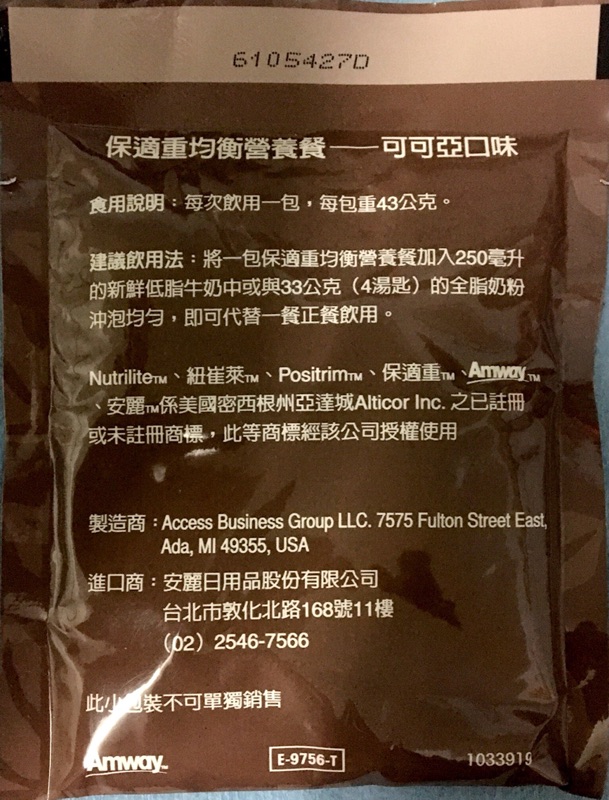 6105427D
保適重均衡營養餐——可可亞口味
食用說明：每次飲用一包，每包重43公克。
建議飲用法：將一包保適重均衡營養餐加入250毫升
的新鮮低脂牛奶中或與33公克（4湯匙）的全脂奶粉
沖泡均勻，即可代替一餐正餐飲用。
Nutrilite™、紐崔萊™、Positrim™、保適重™、Amway™
、安麗™係美國密西根州亞達城Alticor Inc. 之已註冊
或未註冊商標，此等商標經該公司授權使用
製造商：Access Business Group LLC. 7575 Fulton Street East,
Ada, MI 49355, USA
進口商：安麗日用品股份有限公司
台北市敦化北路168號11樓
（02）2546-7566
此小包裝不可單獨銷售
Amway™ E-9756-T 1033919